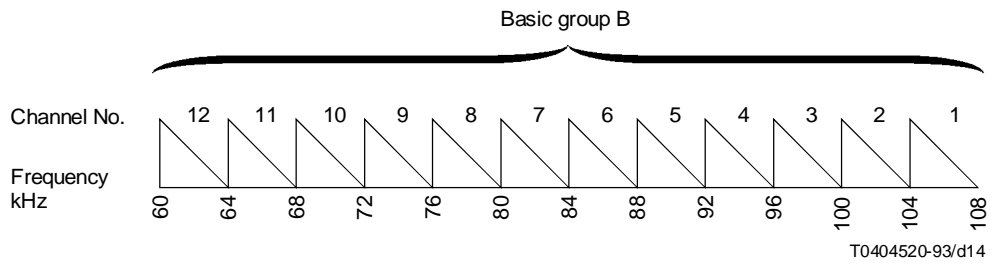 Basic group B
Channel No. 12 11 10 9 8 7 6 5 4 3 2 1
Frequency
kHz
60 64 68 72 76 80 84 88 92 96 100 104 108
T0404520-93/d14